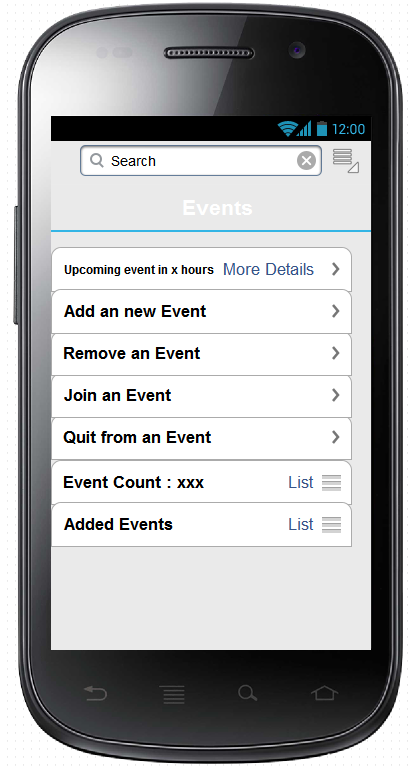 12:00
Search
Events
Upcoming event in x hours More Details
Add an new Event
Remove an Event
Join an Event
Quit from an Event
Event Count : xxx List
Added Events List